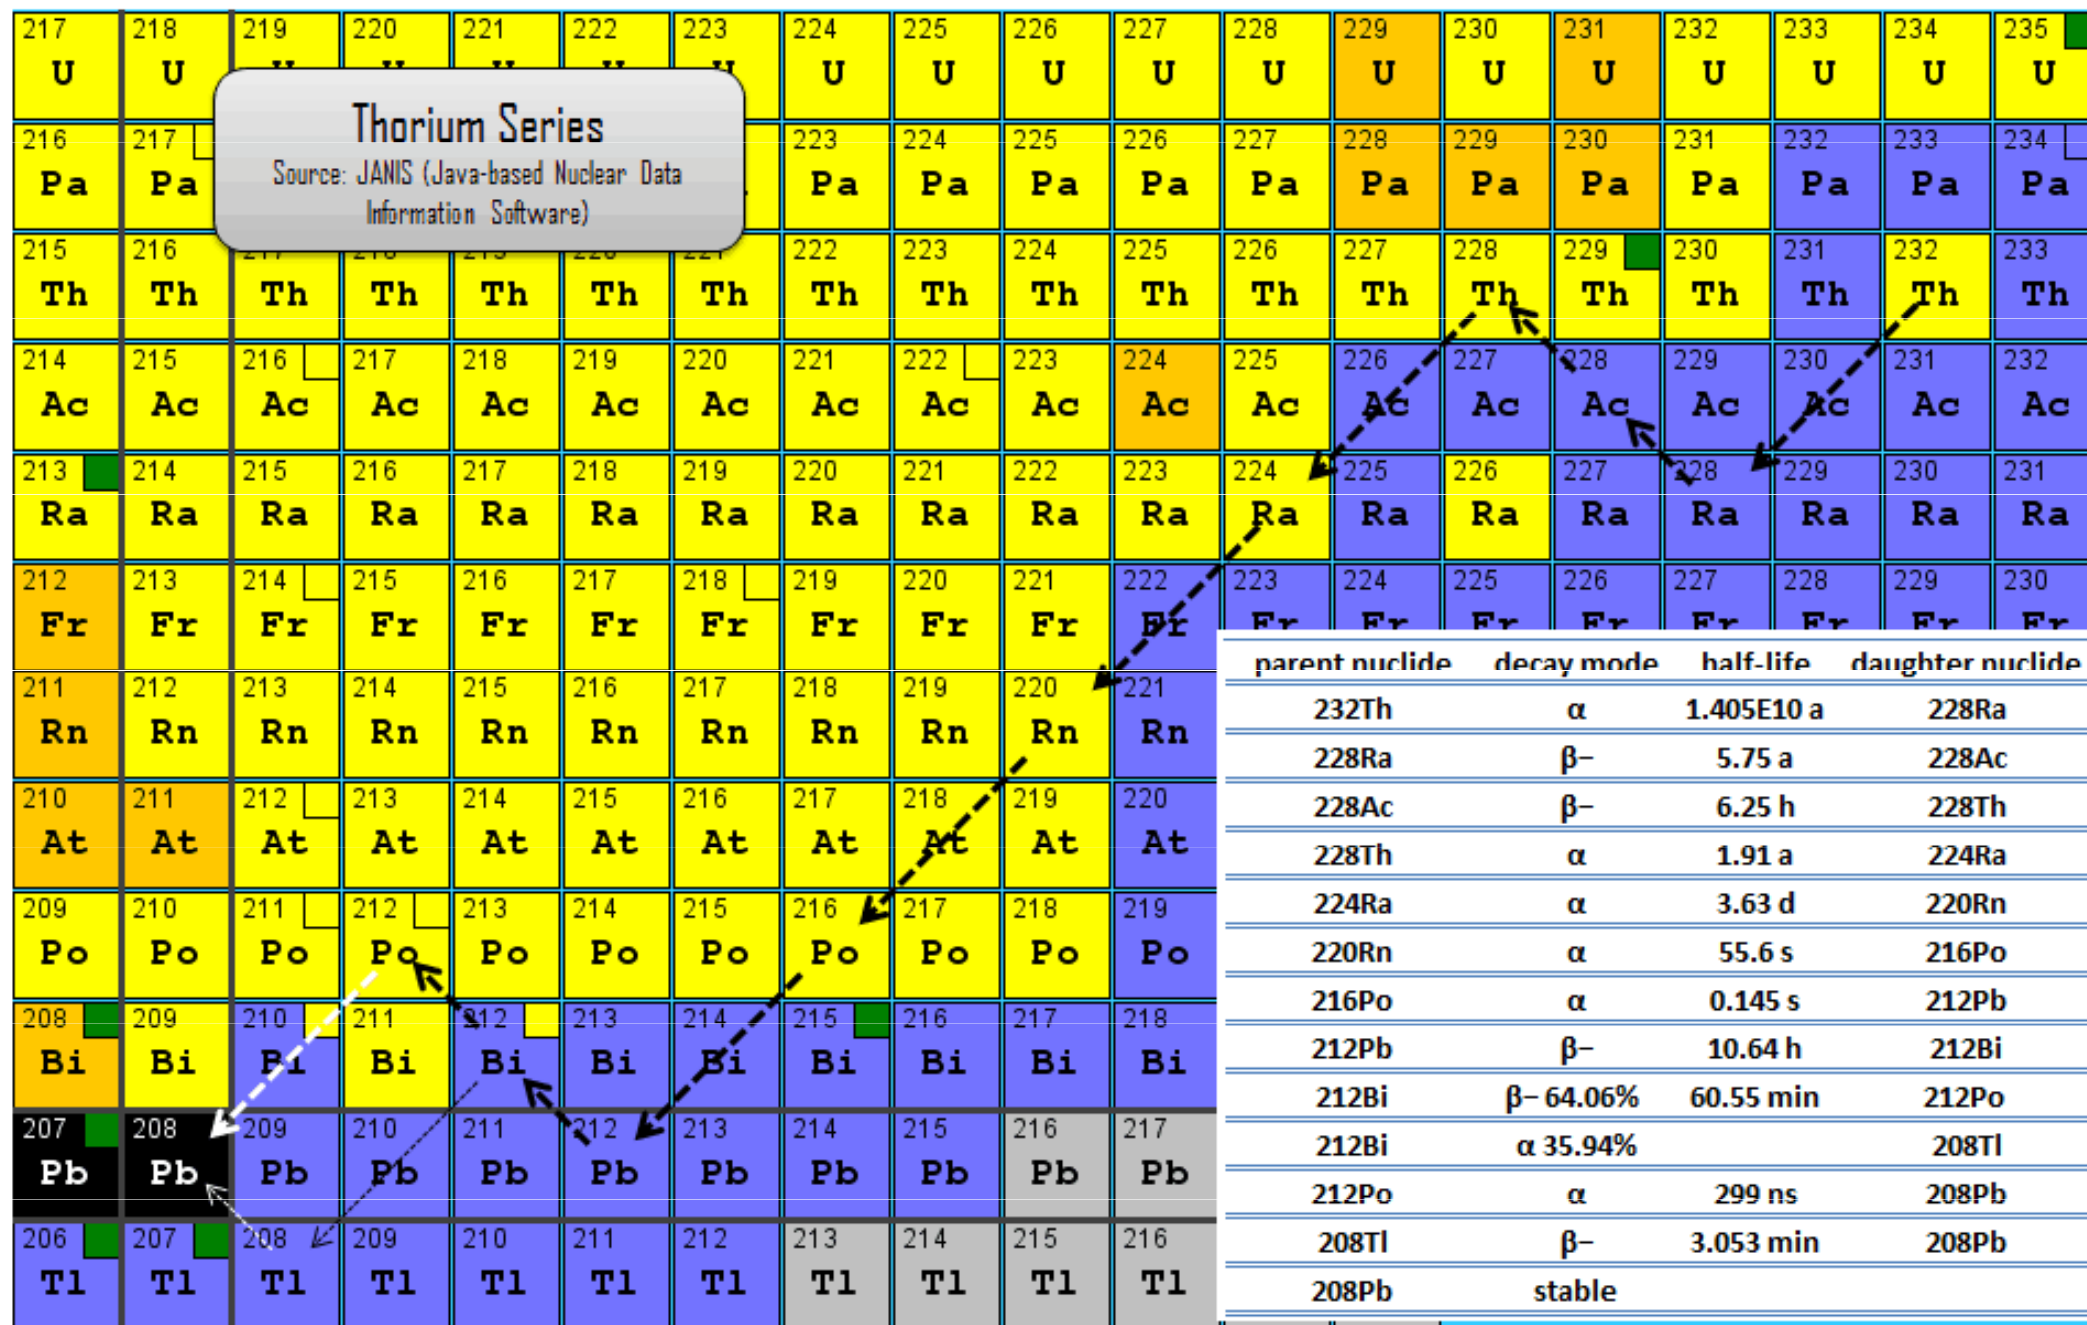 217 218 219 220 221 222 223 224 225 226 227 228 229 230 231 232 233 234 235
U U U U U U U U U U U U U U
Thorium Series
Source: JANIS (Java-based Nuclear Data
Information Software)
216 217 223 224 225 226 227 228 229 230 231 232 233 234
Pa Pa Pa Pa Pa Pa Pa Pa Pa Pa Pa Pa Pa Pa
215 216 222 223 224 225 226 227 228 229 230 231 232 233
Th Th Th Th Th Th Th Th Th Th Th Th Th Th Th Th Th Th Th
214 215 216 217 218 219 220 221 222 223 224 225 226 227 228 229 230 231 232
Ac Ac Ac Ac Ac Ac Ac Ac Ac Ac Ac Ac Ac Ac Ac Ac Ac Ac Ac
213 214 215 216 217 218 219 220 221 222 223 224 225 226 227 228 229 230 231
Ra Ra Ra Ra Ra Ra Ra Ra Ra Ra Ra Ra Ra Ra Ra Ra Ra Ra Ra
212 213 214 215 216 217 218 219 220 221 222 223 224 225 226 227 228 229 230
Fr Fr Fr Fr Fr Fr Fr Fr Fr Fr Fr Fr Fr Fr Fr Fr Fr Fr Fr
211 212 213 214 215 216 217 218 219 220 221
Rn Rn Rn Rn Rn Rn Rn Rn Rn Rn Rn
210 211 212 213 214 215 216 217 218 219 220
At At At At At At At At At At At
209 210 211 212 213 214 215 216 217 218 219
Po Po Po Po Po Po Po Po Po Po Po
208 209 210 211 212 213 214 215 216 217 218
Bi Bi Bi Bi Bi Bi Bi Bi Bi Bi Bi
207 208 209 210 211 212 213 214 215 216 217
Pb Pb Pb Pb Pb Pb Pb Pb Pb Pb Pb
206 207 208 209 210 211 212 213 214 215 216
Tl Tl Tl Tl Tl Tl Tl Tl Tl Tl Tl
parent nuclide decay mode half-life daughter nuclide
232Th α 1.405E10 a 228Ra
228Ra β− 5.75 a 228Ac
228Ac β− 6.25 h 228Th
228Th α 1.91 a 224Ra
224Ra α 3.63 d 220Rn
220Rn α 55.6 s 216Po
216Po α 0.145 s 212Pb
212Pb β− 10.64 h 212Bi
212Bi β− 64.06% 60.55 min 212Po
212Bi α 35.94% 208Tl
212Po α 299 ns 208Pb
208Tl β− 3.053 min 208Pb
208Pb stable